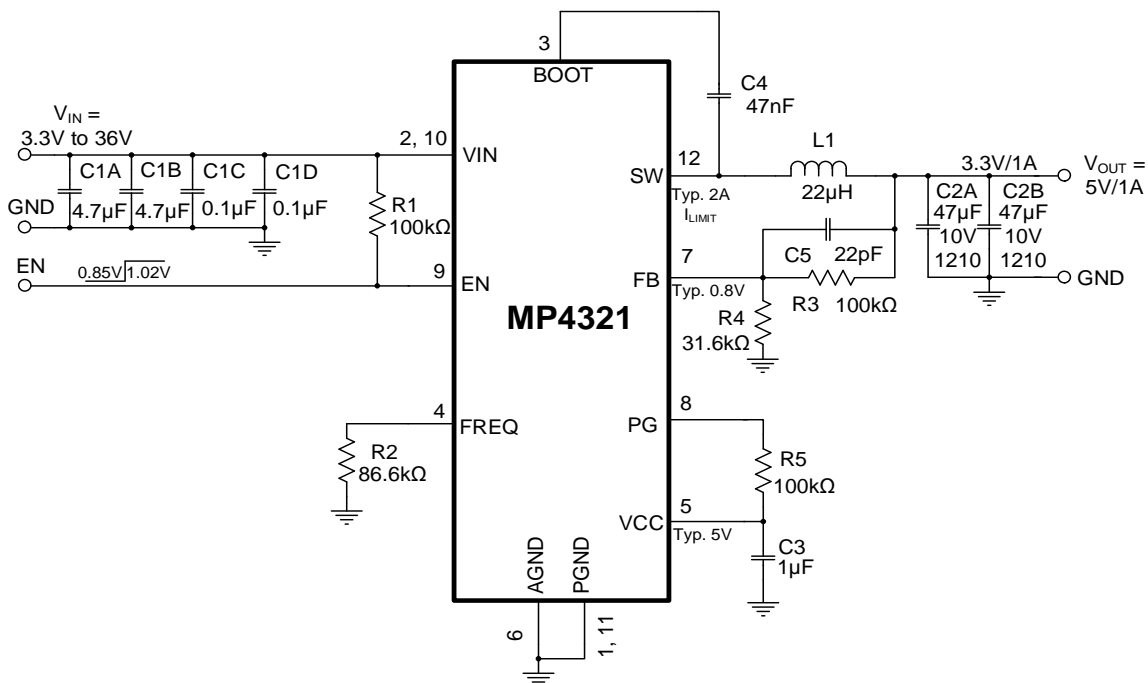 3
BOOT
C4
47nF
V_IN =
3.3V to 36V
2, 10
VIN
C1A
C1B
C1C
C1D
4.7µF
4.7µF
0.1µF
0.1µF
GND
R1
100kΩ
EN
0.85V
1.02V
9
EN
12
SW
Typ. 2A
I_LIMIT
L1
22µH
3.3V/1A
V_OUT =
5V/1A
C2A
47µF
10V
1210
C2B
47µF
10V
1210
GND
7
FB
Typ. 0.8V
C5
22pF
R3
100kΩ
R4
31.6kΩ
MP4321
4
FREQ
R2
86.6kΩ
8
PG
R5
100kΩ
5
VCC
Typ. 5V
C3
1µF
AGND
PGND
6
1, 11